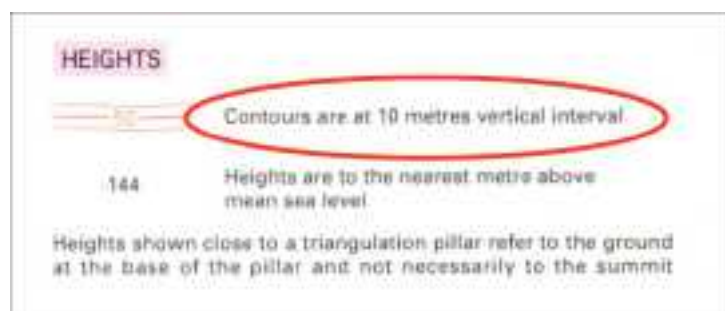 HEIGHTS
50
Contours are at 10 metres vertical interval
144
Heights are to the nearest metre above
mean sea level
Heights shown close to a triangulation pillar refer to the ground
at the base of the pillar and not necessarily to the summit